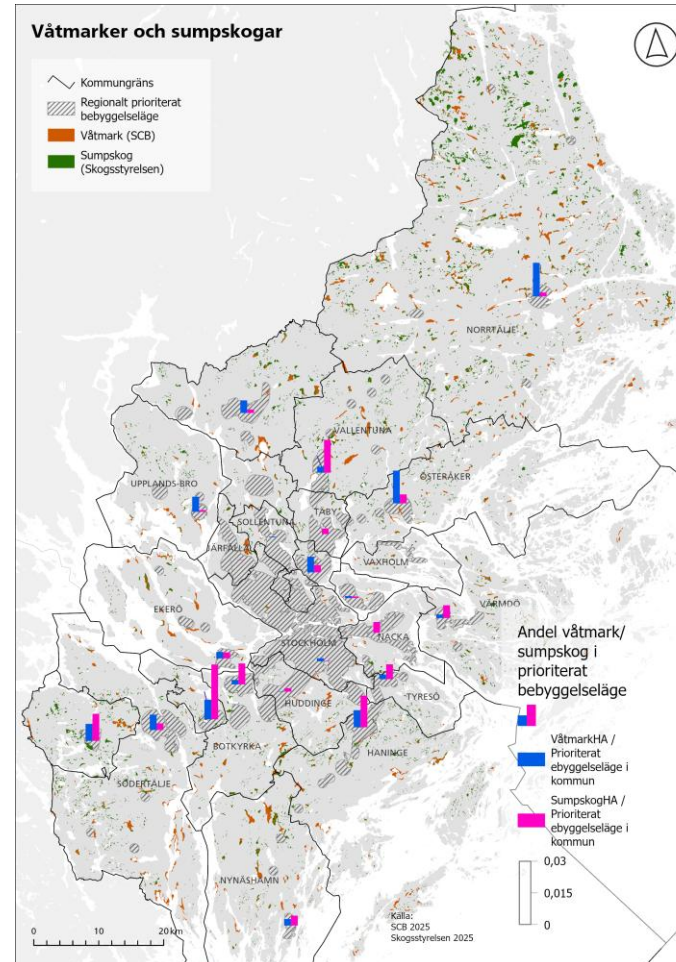 Våtmarker och sumpskogar
Kommungräns
Regionalt prioriterat
bebyggelseläge
Våtmark (SCB)
Sumpskog
(Skogsstyrelsen)
NORRTÄLJE
VALLENTUNA
ÖSTERÅKER
UPPLANDS-BRO
TÄBY
SOLLENTUNA
JÄRFÄLLA
VAXHOLM
EKERÖ
VÄRMDÖ
STOCKHOLM
NACKA
HUDDINGE
TYRESÖ
BOTKYRKA
HANINGE
SÖDERTÄLJE
NYNÄSHAMN
Andel våtmark/
sumpskog i
prioriterat
bebyggelseläge
VåtmarkHA /
Prioriterat
ebyggelseläge i
kommun
SumpskogHA /
Prioriterat
ebyggelseläge i
kommun
0,03
0,015
0
Källa:
SCB 2025
Skogsstyrelsen 2025
0 10 20 km